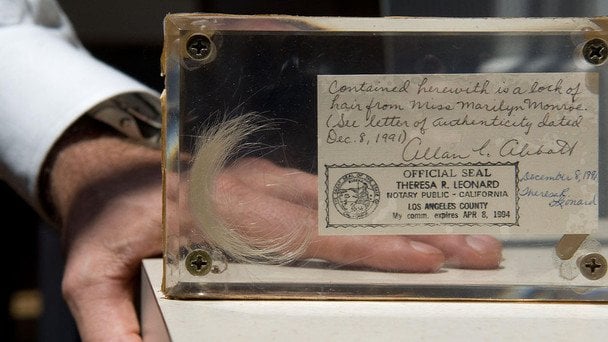 Contained herewith is a lock of
hair from Miss Marilyn Monroe.
(See letter of authenticity dated
Dec. 8, 1991)
Allan C. Abbott
OFFICIAL SEAL
THERESA R. LEONARD
NOTARY PUBLIC - CALIFORNIA
LOS ANGELES COUNTY
My comm. expires APR 8, 1994
December 8, 1991
Theresa R.
Leonard